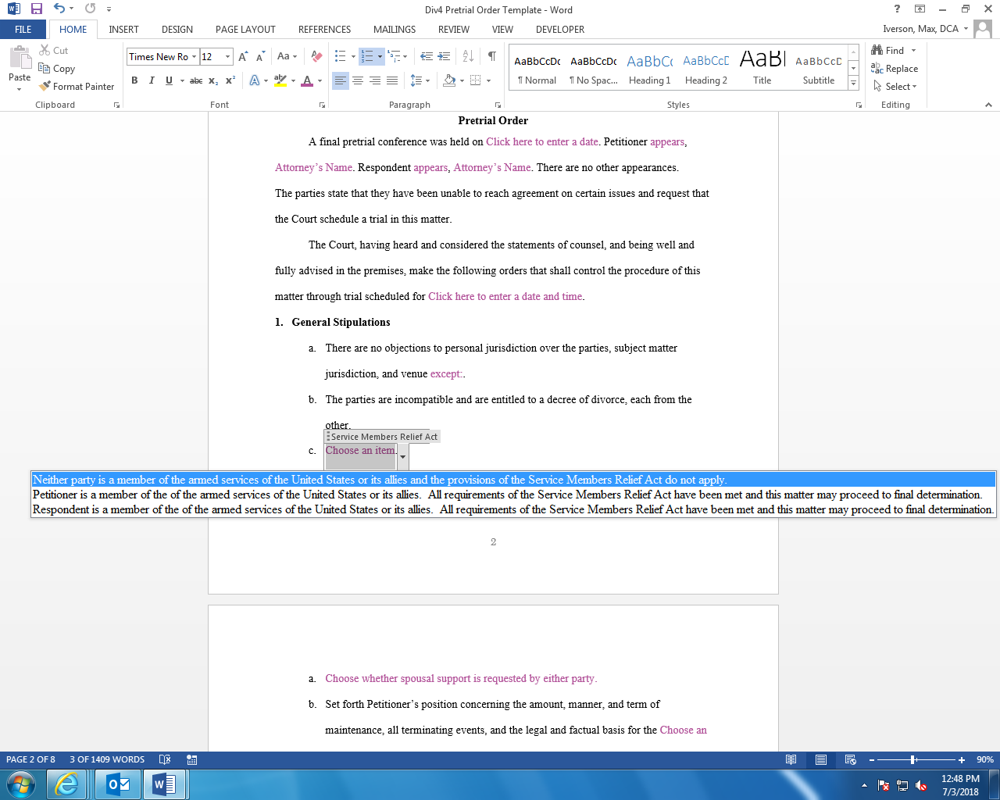 Div4 Pretrial Order Template - Word
FILE HOME INSERT DESIGN PAGE LAYOUT REFERENCES MAILINGS REVIEW VIEW DEVELOPER Iverson, Max, DCA
Paste
Cut
Copy
Format Painter
Clipboard
Times New Ro 12
Font
Paragraph
AaBbCcDc AaBbCcDc AaBbCc AaBbCcD AaB AaBbCcD
¶ Normal ¶ No Spac... Heading 1 Heading 2 Title Subtitle
Styles
Find
Replace
Select
Editing
Pretrial Order
A final pretrial conference was held on Click here to enter a date. Petitioner appears,
Attorney’s Name. Respondent appears, Attorney’s Name. There are no other appearances.
The parties state that they have been unable to reach agreement on certain issues and request that
the Court schedule a trial in this matter.
The Court, having heard and considered the statements of counsel, and being well and
fully advised in the premises, make the following orders that shall control the procedure of this
matter through trial scheduled for Click here to enter a date and time.
1. General Stipulations
a. There are no objections to personal jurisdiction over the parties, subject matter
jurisdiction, and venue except:.
b. The parties are incompatible and are entitled to a decree of divorce, each from the
other.
Service Members Relief Act
c. Choose an item.
Neither party is a member of the armed services of the United States or its allies and the provisions of the Service Members Relief Act do not apply.
Petitioner is a member of the of the armed services of the United States or its allies.  All requirements of the Service Members Relief Act have been met and this matter may proceed to final determination.
Respondent is a member of the of the armed services of the United States or its allies.  All requirements of the Service Members Relief Act have been met and this matter may proceed to final determination.
2
a. Choose whether spousal support is requested by either party.
b. Set forth Petitioner’s position concerning the amount, manner, and term of
maintenance, all terminating events, and the legal and factual basis for the Choose an
PAGE 2 OF 8 3 OF 1409 WORDS 90%
12:48 PM
7/3/2018